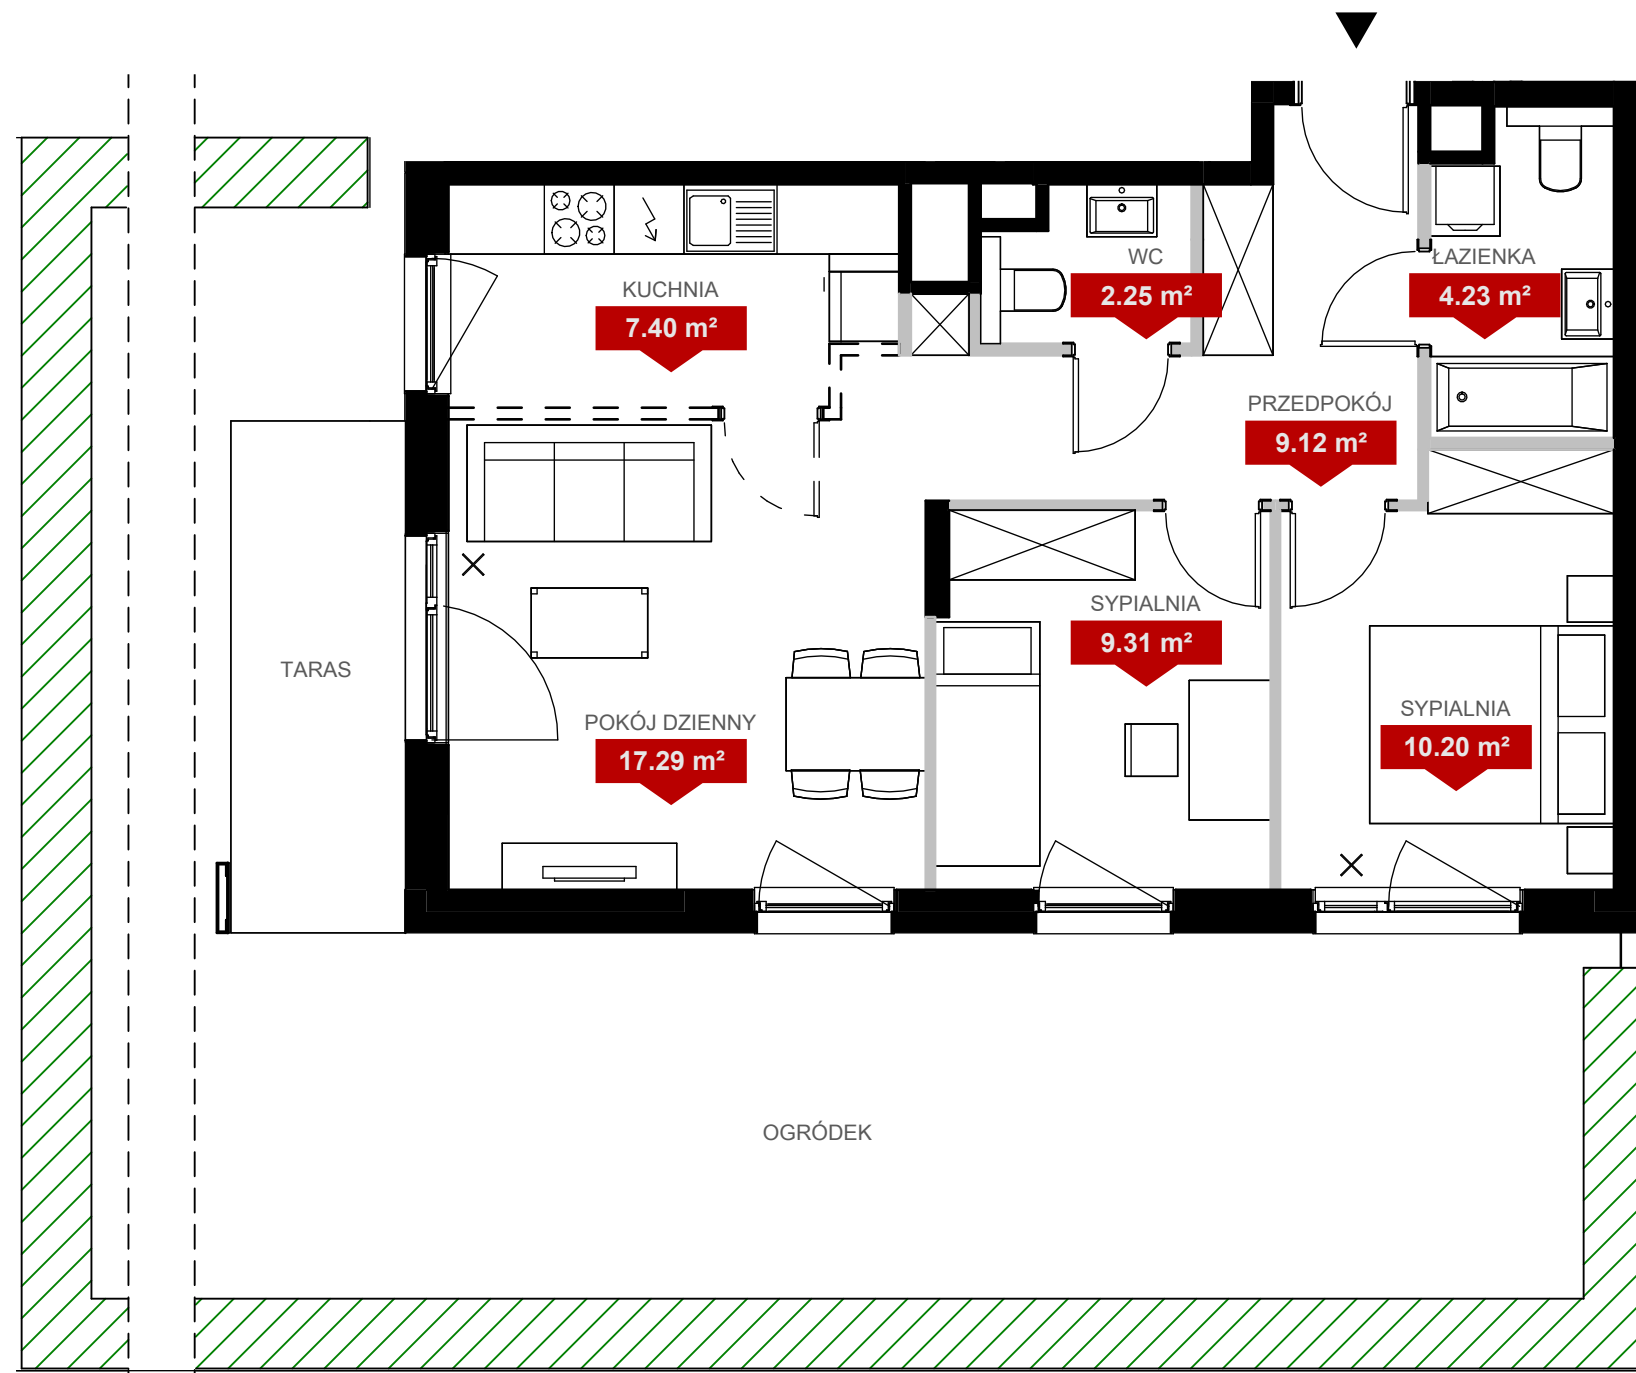 WC
2.25 m²
ŁAZIENKA
4.23 m²
KUCHNIA
7.40 m²
PRZEDPOKÓJ
9.12 m²
SYPIALNIA
9.31 m²
TARAS
POKÓJ DZIENNY
17.29 m²
SYPIALNIA
10.20 m²
OGRÓDEK